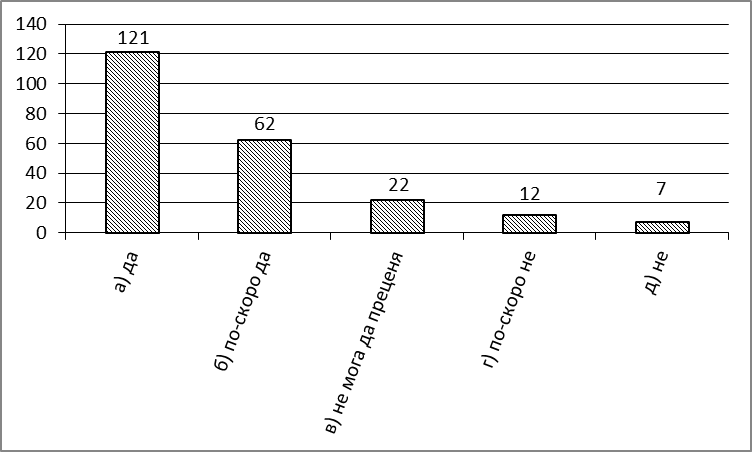 140
120
100
80
60
40
20
0
121
62
22
12
7
а) да
б) по-скоро да
в) не мога да преценя
г) по-скоро не
д) не